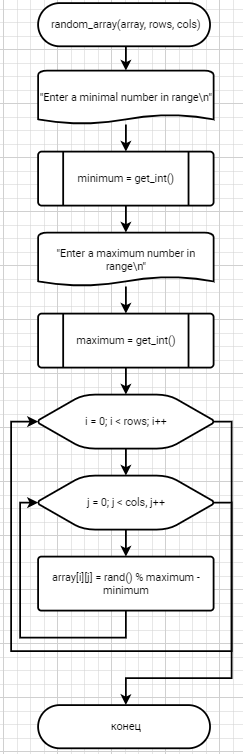 random_array(array, rows, cols)
"Enter a minimal number in range\n"
minimum = get_int()
"Enter a maximum number in
range\n"
maximum = get_int()
i = 0; i < rows; i++
j = 0; j < cols, j++
array[i][j] = rand() % maximum -
minimum
конец